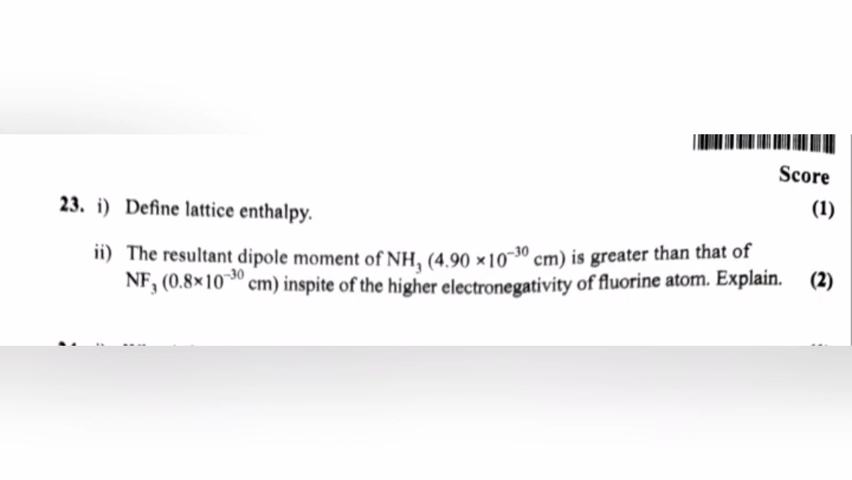 Score
23. i) Define lattice enthalpy. (1)
ii) The resultant dipole moment of NH₃ (4.90 ×10⁻³⁰ cm) is greater than that of
NF₃ (0.8×10⁻³⁰ cm) inspite of the higher electronegativity of fluorine atom. Explain. (2)